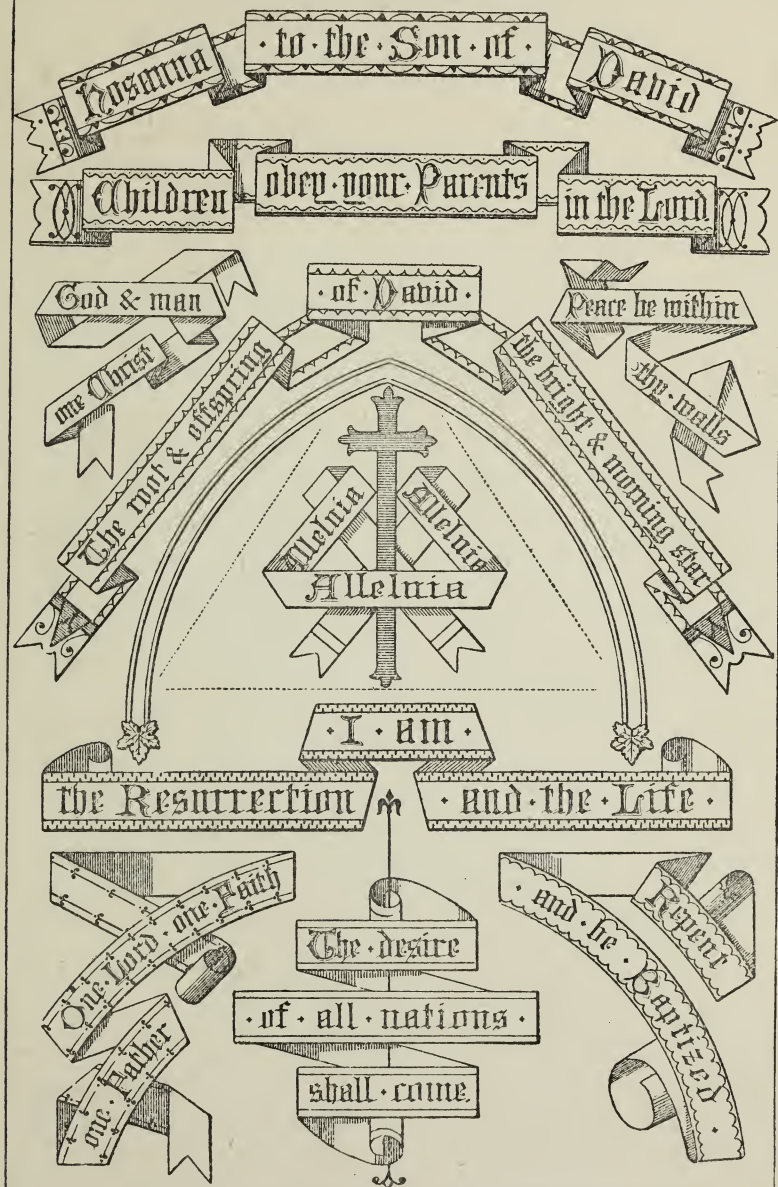 Hosanna · to · the · Son · of · David
Children obey · your · Parents in the Lord
God & man
one Christ
The root & offspring
· of · David ·
the bright & morning star
Peace be within
thy · walls
Alleluia
Alleluia
Alleluia
· I · am ·
the Resurrection · and · the · Life ·
One · Lord · one · Faith
one · Father
The · desire
· of · all · nations ·
shall · come.
Repent
· and · be · Baptized ·